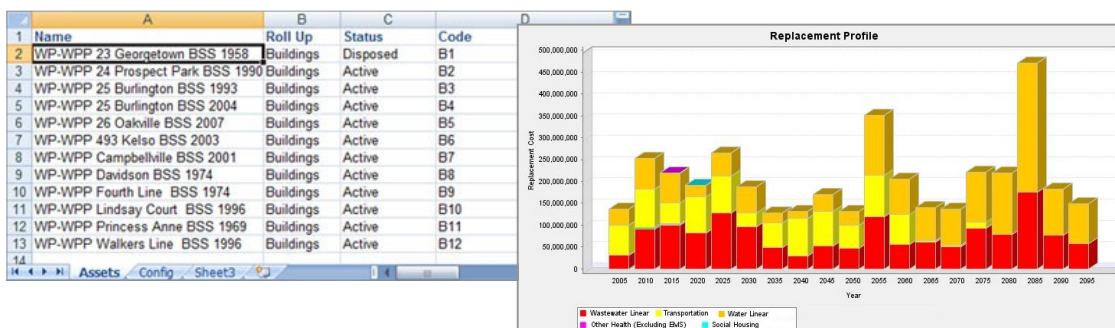 A B C D
1 Name Roll Up Status Code
2 WP-WPP 23 Georgetown BSS 1958 Buildings Disposed B1
3 WP-WPP 24 Prospect Park BSS 1990 Buildings Active B2
4 WP-WPP 25 Burlington BSS 1993 Buildings Active B3
5 WP-WPP 25 Burlington BSS 2004 Buildings Active B4
6 WP-WPP 26 Oakville BSS 2007 Buildings Active B5
7 WP-WPP 493 Kelso BSS 2003 Buildings Active B6
8 WP-WPP Campbellville BSS 2001 Buildings Active B7
9 WP-WPP Davidson BSS 1974 Buildings Active B8
10 WP-WPP Fourth Line BSS 1974 Buildings Active B9
11 WP-WPP Lindsay Court BSS 1996 Buildings Active B10
12 WP-WPP Princess Anne BSS 1969 Buildings Active B11
13 WP-WPP Walkers Line BSS 1996 Buildings Active B12
14
Assets Config Sheet3
Replacement Profile
500,000,000
450,000,000
400,000,000
350,000,000
300,000,000
250,000,000
200,000,000
150,000,000
100,000,000
50,000,000
0
Replacement Cost
2005 2010 2015 2020 2025 2030 2035 2040 2045 2050 2055 2060 2065 2070 2075 2080 2085 2090 2095
Year
Wastewater Linear Transportation Water Linear
Other Health (Excluding EMS) Social Housing